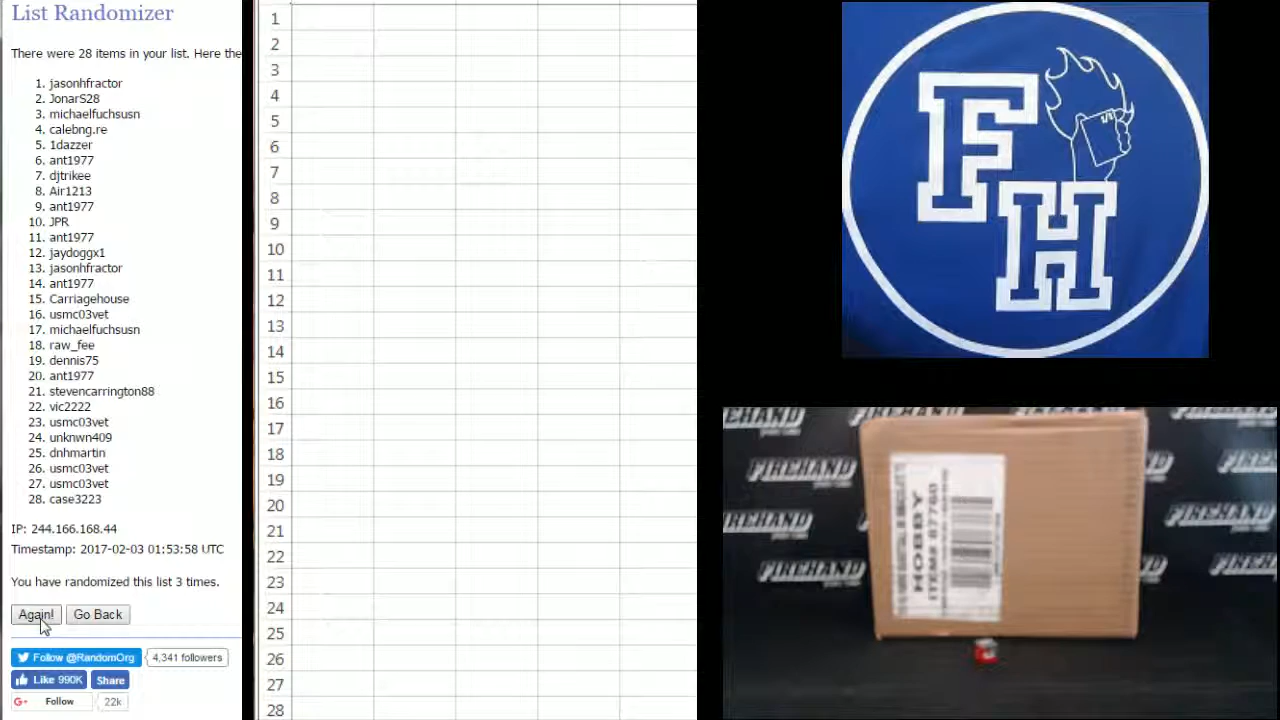 List Randomizer
There were 28 items in your list. Here the
1. jasonhfractor
2. JonarS28
3. michaelfuchsusn
4. calebng.re
5. 1dazzer
6. ant1977
7. djtrikee
8. Air1213
9. ant1977
10. JPR
11. ant1977
12. jaydoggx1
13. jasonhfractor
14. ant1977
15. Carriagehouse
16. usmc03vet
17. michaelfuchsusn
18. raw_fee
19. dennis75
20. ant1977
21. stevencarrington88
22. vic2222
23. usmc03vet
24. unknwn409
25. dnhmartin
26. usmc03vet
27. usmc03vet
28. case3223
IP: 244.166.168.44
Timestamp: 2017-02-03 01:53:58 UTC
You have randomized this list 3 times.
Again! Go Back
Follow @RandomOrg 4,341 followers
Like 990K Share
G+ Follow 22k
1
2
3
4
5
6
7
8
9
10
11
12
13
14
15
16
17
18
19
20
21
22
23
24
25
26
27
28
FH
FIREHAND
FIREHAND
FIREHAND
FIREHAND
HOBBY
ITEM# 87760